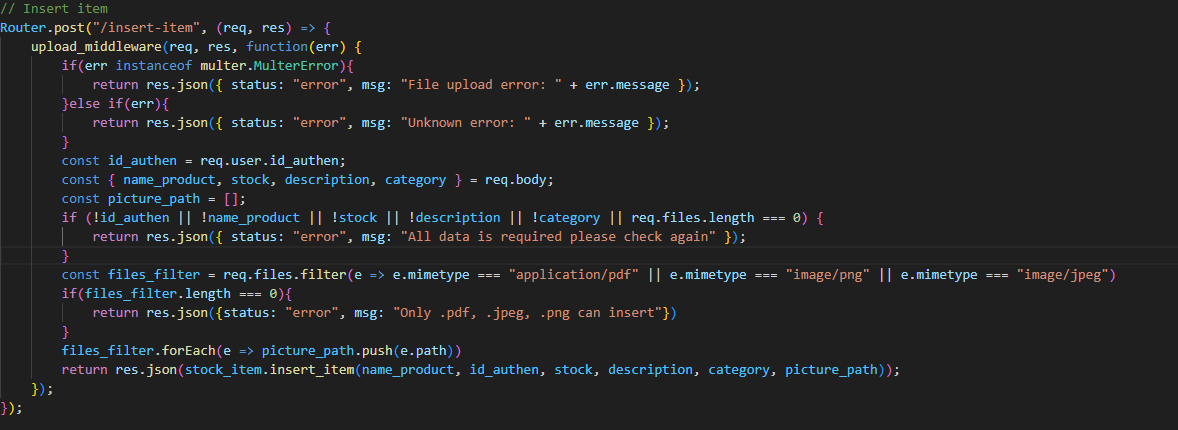 // Insert item
Router.post("/insert-item", (req, res) => {
    upload_middleware(req, res, function(err) {
        if(err instanceof multer.MulterError){
            return res.json({ status: "error", msg: "File upload error: " + err.message });
        }else if(err){
            return res.json({ status: "error", msg: "Unknown error: " + err.message });
        }
        const id_authen = req.user.id_authen;
        const { name_product, stock, description, category } = req.body;
        const picture_path = [];
        if (!id_authen || !name_product || !stock || !description || !category || req.files.length === 0) {
            return res.json({ status: "error", msg: "All data is required please check again" });
        }
        const files_filter = req.files.filter(e => e.mimetype === "application/pdf" || e.mimetype === "image/png" || e.mimetype === "image/jpeg")
        if(files_filter.length === 0){
            return res.json({status: "error", msg: "Only .pdf, .jpeg, .png can insert"})
        }
        files_filter.forEach(e => picture_path.push(e.path))
        return res.json(stock_item.insert_item(name_product, id_authen, stock, description, category, picture_path));
    });
});